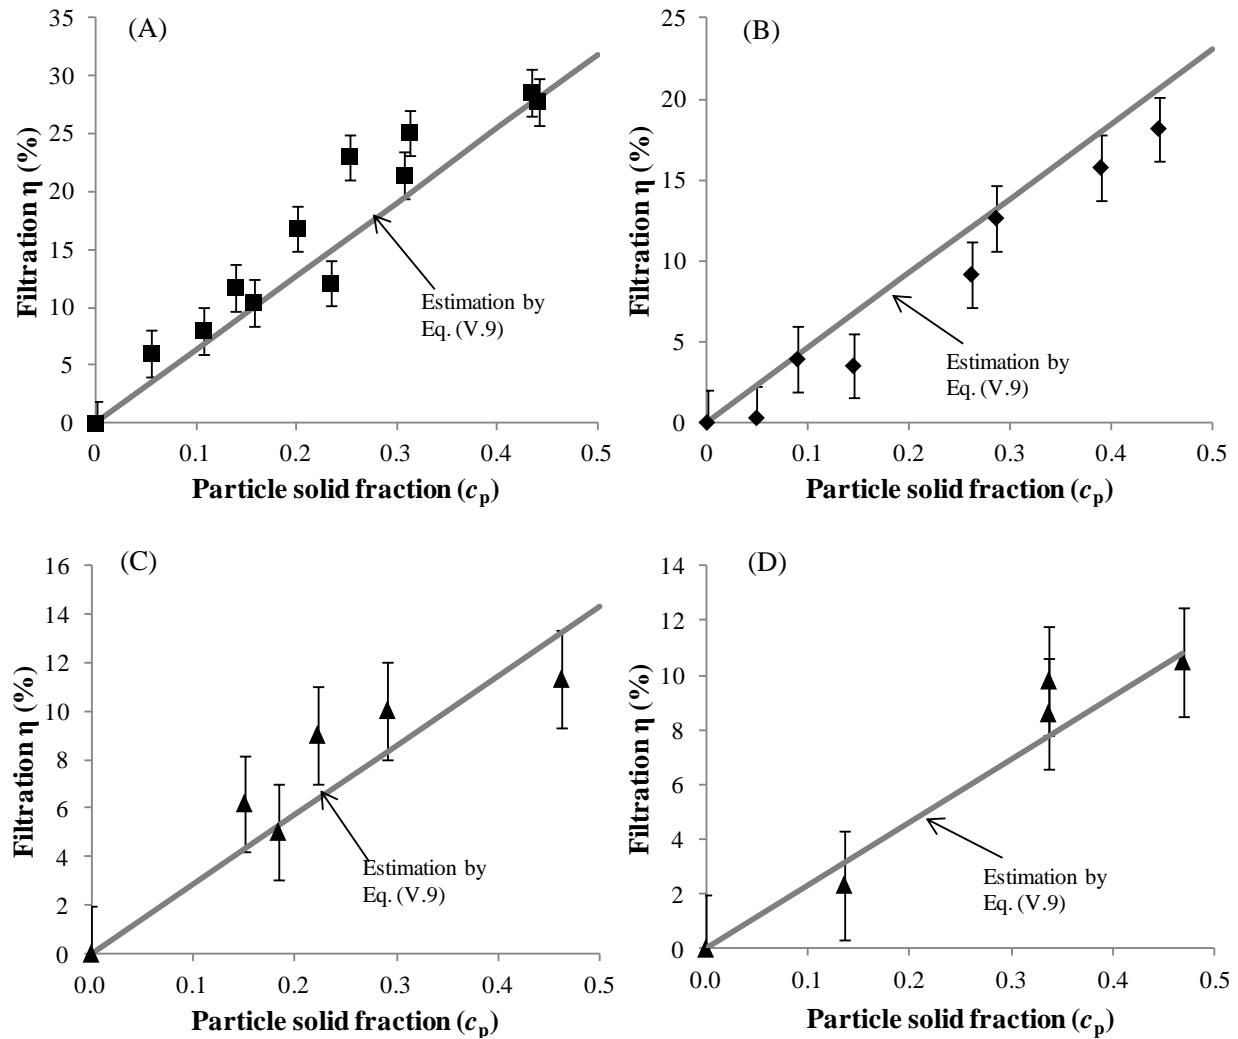 (A)
35
30
25
20
15
10
5
0
Filtration η (%)
Estimation by
Eq. (V.9)
0 0.1 0.2 0.3 0.4 0.5
Particle solid fraction (cp)
(B)
25
20
15
10
5
0
Filtration η (%)
Estimation by
Eq. (V.9)
0 0.1 0.2 0.3 0.4 0.5
Particle solid fraction (cp)
(C)
16
14
12
10
8
6
4
2
0
Filtration η (%)
Estimation by
Eq. (V.9)
0.0 0.1 0.2 0.3 0.4 0.5
Particle solid fraction (cp)
(D)
14
12
10
8
6
4
2
0
Filtration η (%)
Estimation by
Eq. (V.9)
0.0 0.1 0.2 0.3 0.4 0.5
Particle solid fraction (cp)